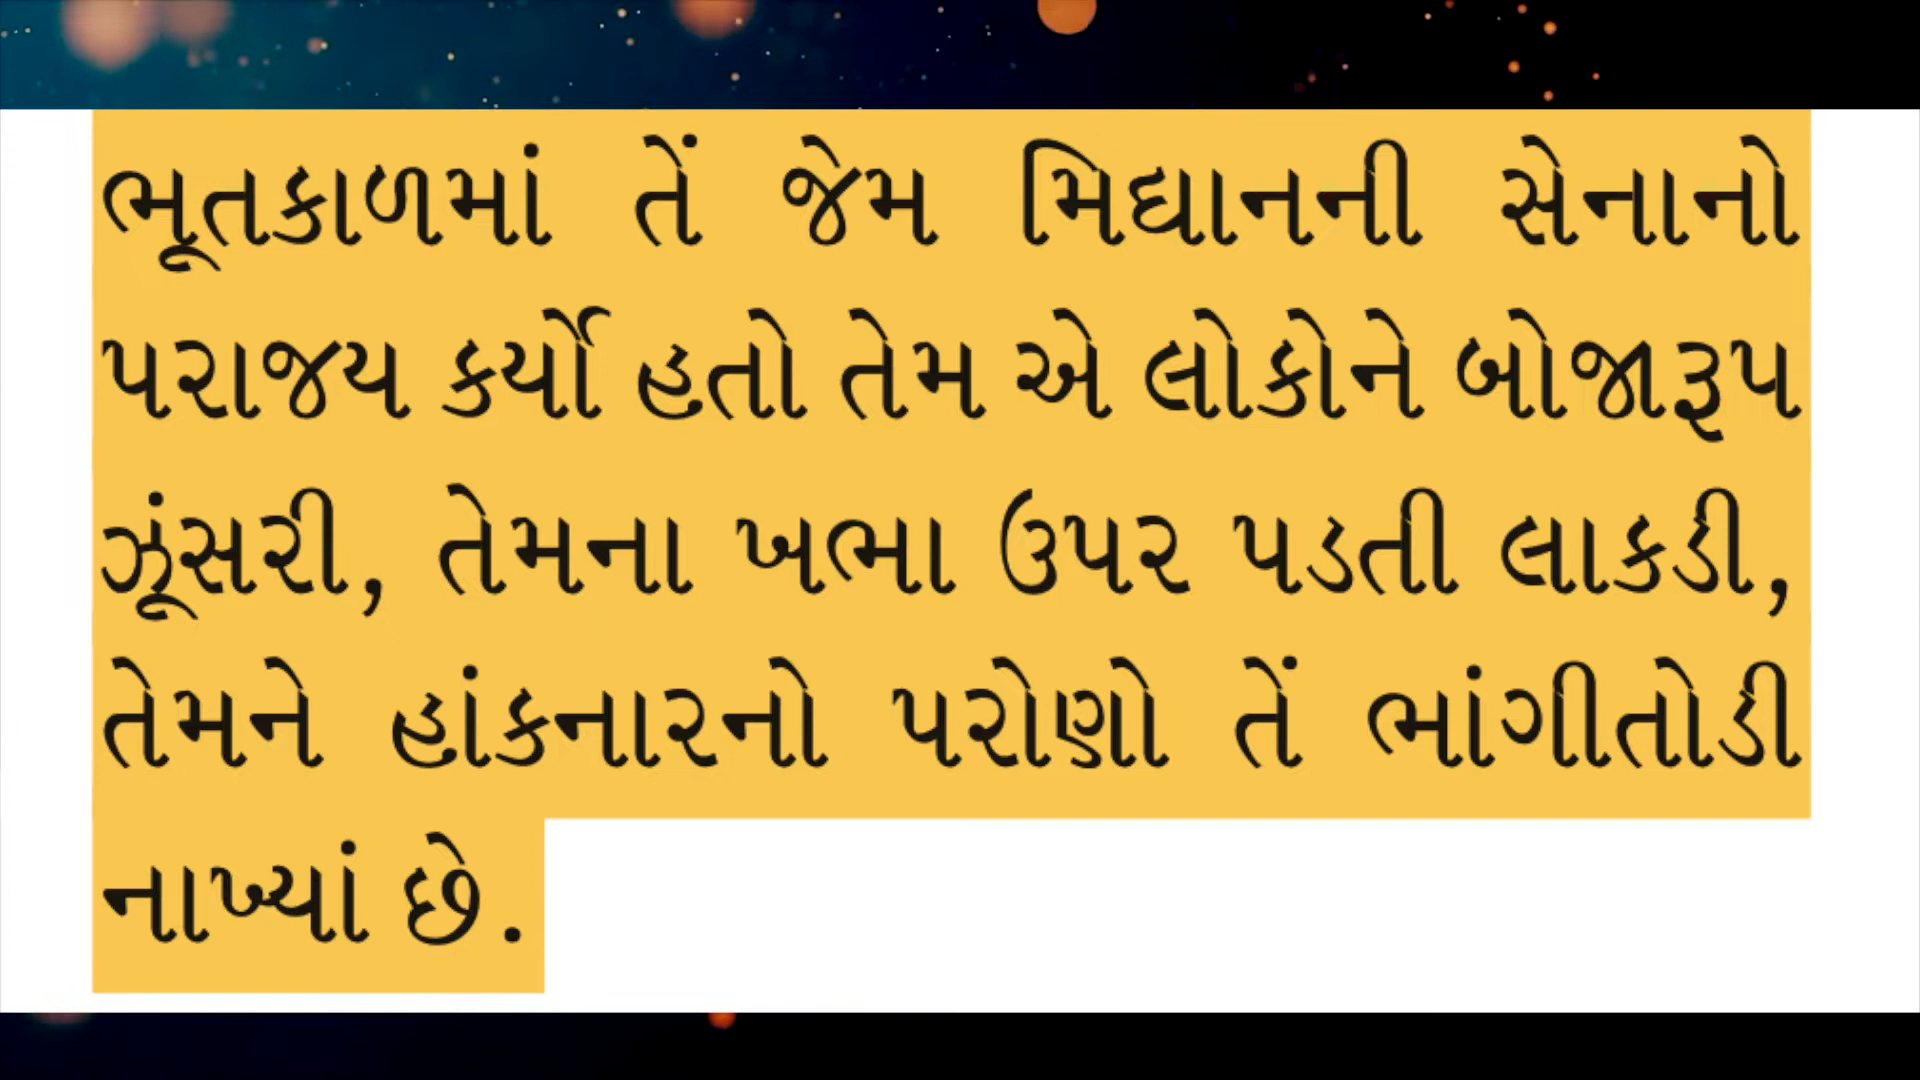 ભૂતકાળમાં તેં જેમ મિદ્યાનની સેનાનો
પરાજય કર્યો હતો તેમ એ લોકોને બોજારૂપ
ઝૂંસરી, તેમના ખભા ઉપર પડતી લાકડી,
તેમને હાંકનારનો પરોણો તેં ભાંગીતોડી
નાખ્યાં છે.